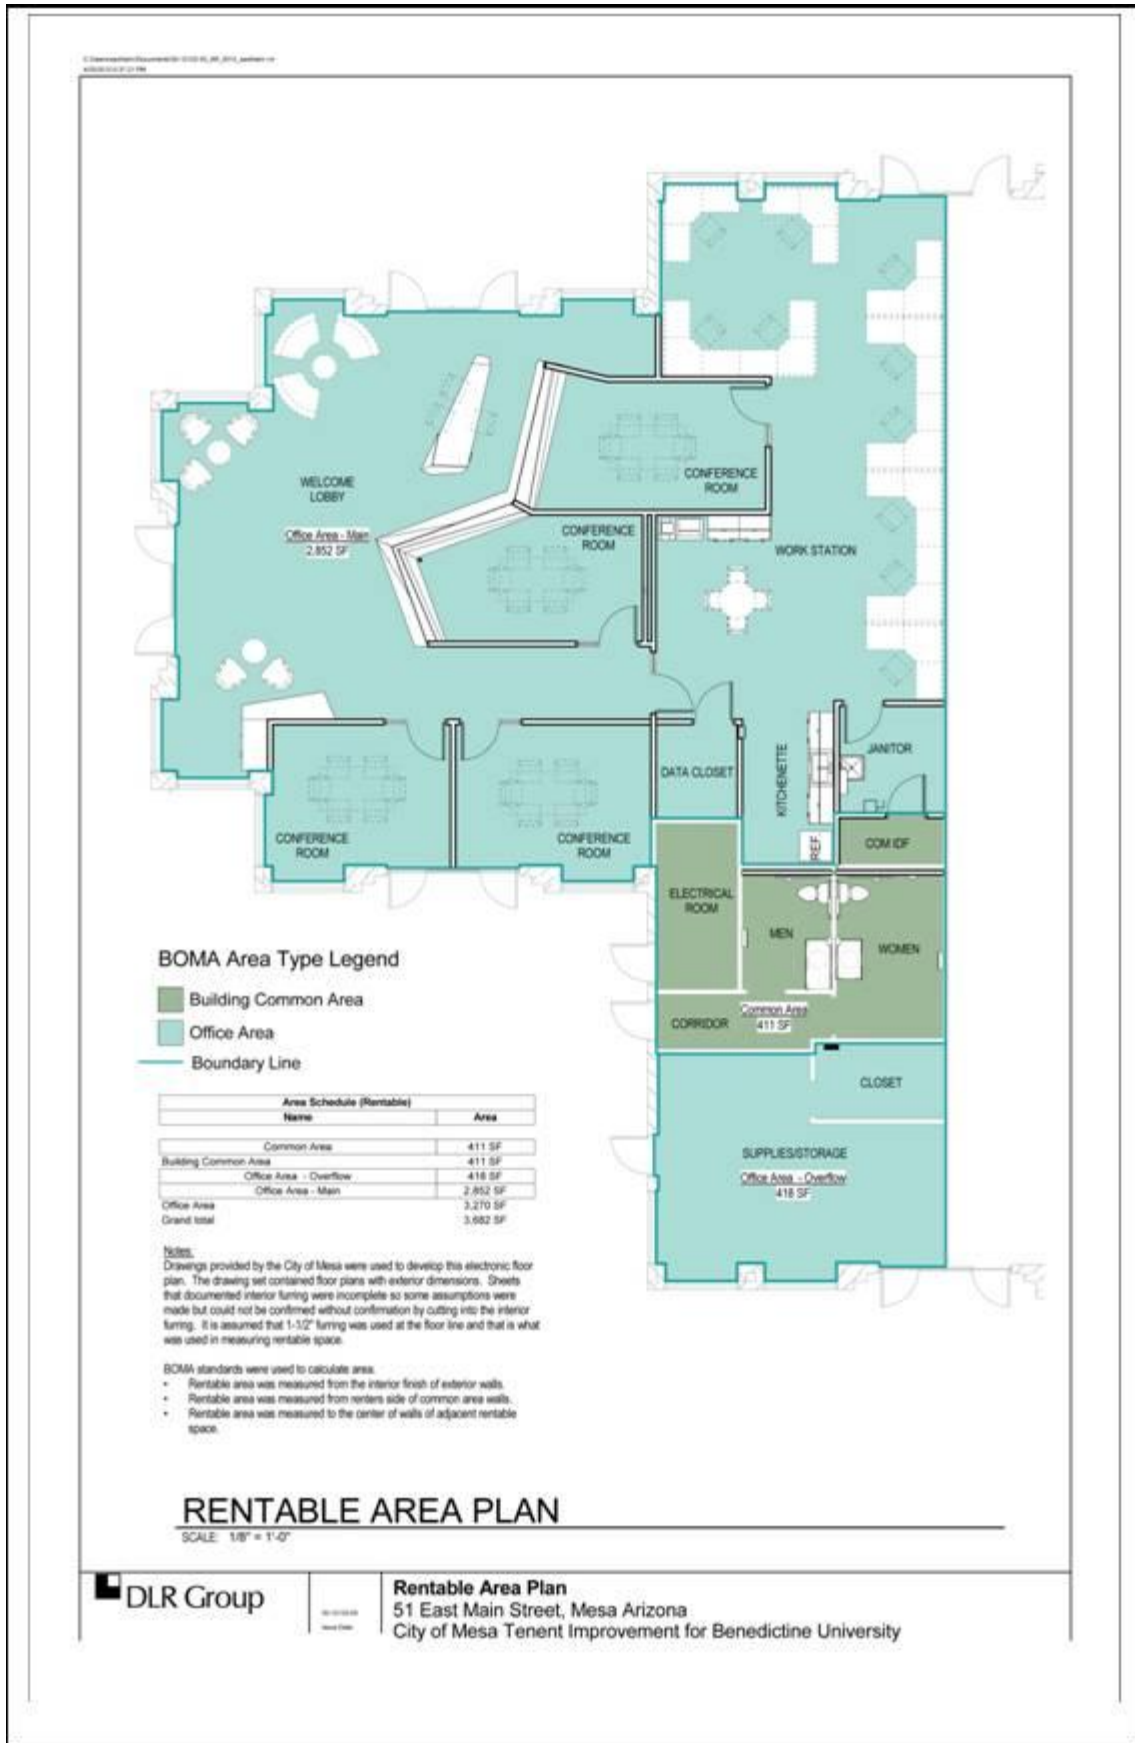 WELCOME
LOBBY
Office Area - Main
2,852 SF
CONFERENCE
ROOM
CONFERENCE
ROOM
WORK STATION
CONFERENCE
ROOM
CONFERENCE
ROOM
DATA CLOSET
KITCHENETTE
JANITOR
REF.
COM IDF
ELECTRICAL
ROOM
MEN
WOMEN
CORRIDOR
Common Area
411 SF
CLOSET
SUPPLIES/STORAGE
Office Area - Overflow
418 SF
BOMA Area Type Legend
Building Common Area
Office Area
Boundary Line
Area Schedule (Rentable)
Name Area
Common Area 411 SF
Building Common Area 411 SF
Office Area - Overflow 418 SF
Office Area - Main 2,852 SF
Office Area 3,270 SF
Grand total 3,682 SF
Notes:
Drawings provided by the City of Mesa were used to develop this electronic floor
plan. The drawing set contained floor plans with exterior dimensions. Sheets
that documented interior furring were incomplete so some assumptions were
made but could not be confirmed without confirmation by cutting into the interior
furring. It is assumed that 1-1/2" furring was used at the floor line and that is what
was used in measuring rentable space.
BOMA standards were used to calculate area.
• Rentable area was measured from the interior finish of exterior walls.
• Rentable area was measured from renters side of common area walls.
• Rentable area was measured to the center of walls of adjacent rentable
space.
RENTABLE AREA PLAN
SCALE: 1/8" = 1'-0"
DLR Group
Rentable Area Plan
51 East Main Street, Mesa Arizona
City of Mesa Tenent Improvement for Benedictine University